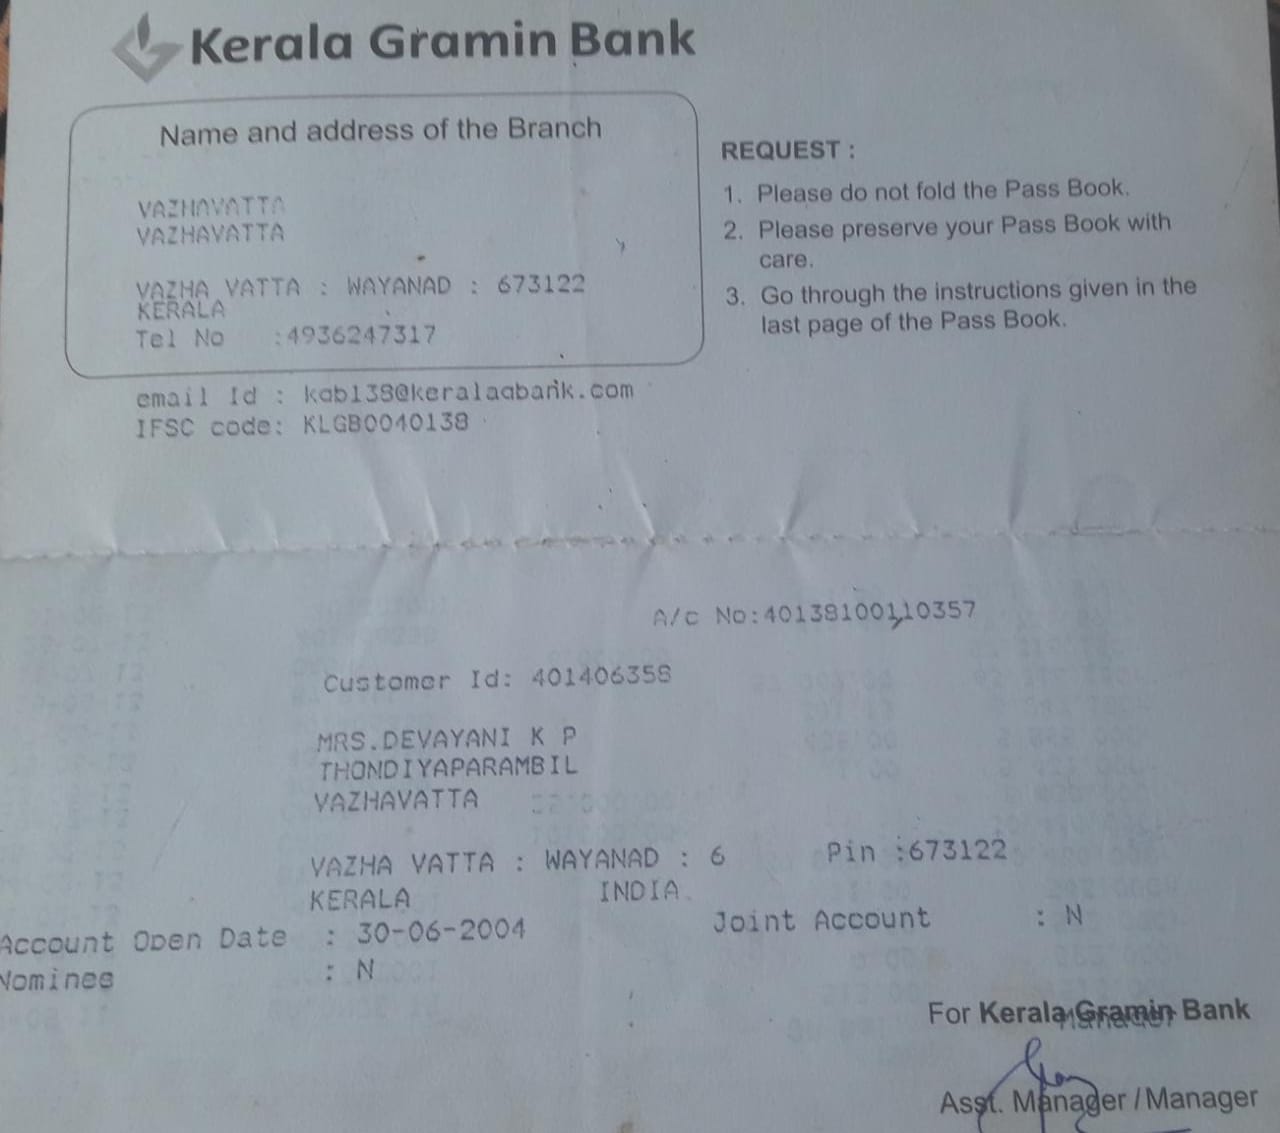 Kerala Gramin Bank
Name and address of the Branch
VAZHAVATTA
VAZHAVATTA
VAZHA VATTA : WAYANAD : 673122
KERALA
Tel No :4936247317
email Id : kgb138@keralagbank.com
IFSC code: KLGB0040138
REQUEST :
1. Please do not fold the Pass Book.
2. Please preserve your Pass Book with
care.
3. Go through the instructions given in the
last page of the Pass Book.
A/c No:40138100110357
Customer Id: 401406358
MRS.DEVAYANI K P
THONDIYAPARAMBIL
VAZHAVATTA
VAZHA VATTA : WAYANAD : 6 Pin :673122
KERALA INDIA
Account Open Date : 30-06-2004 Joint Account : N
Nominee : N
For Kerala Gramin Bank
Manager
Asst. Manager / Manager